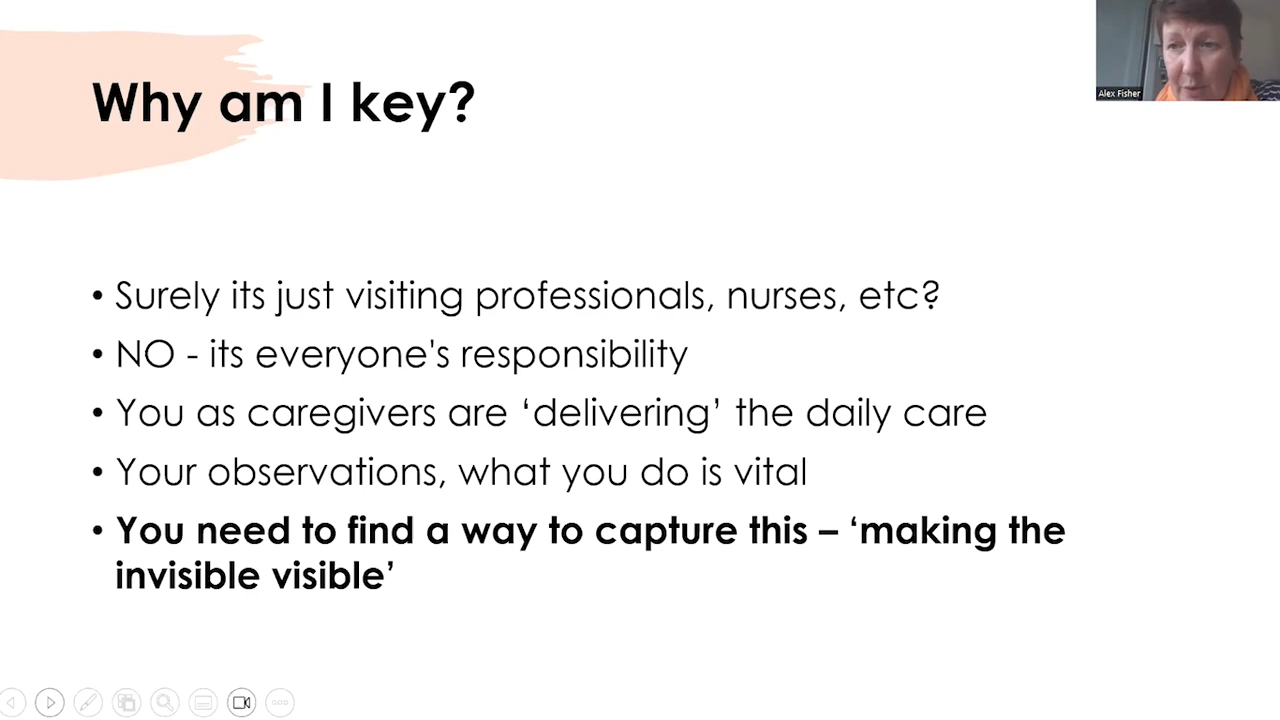 Alex Fisher
Why am I key?
• Surely its just visiting professionals, nurses, etc?
• NO - its everyone's responsibility
• You as caregivers are ‘delivering’ the daily care
• Your observations, what you do is vital
• You need to find a way to capture this – ‘making the
invisible visible’